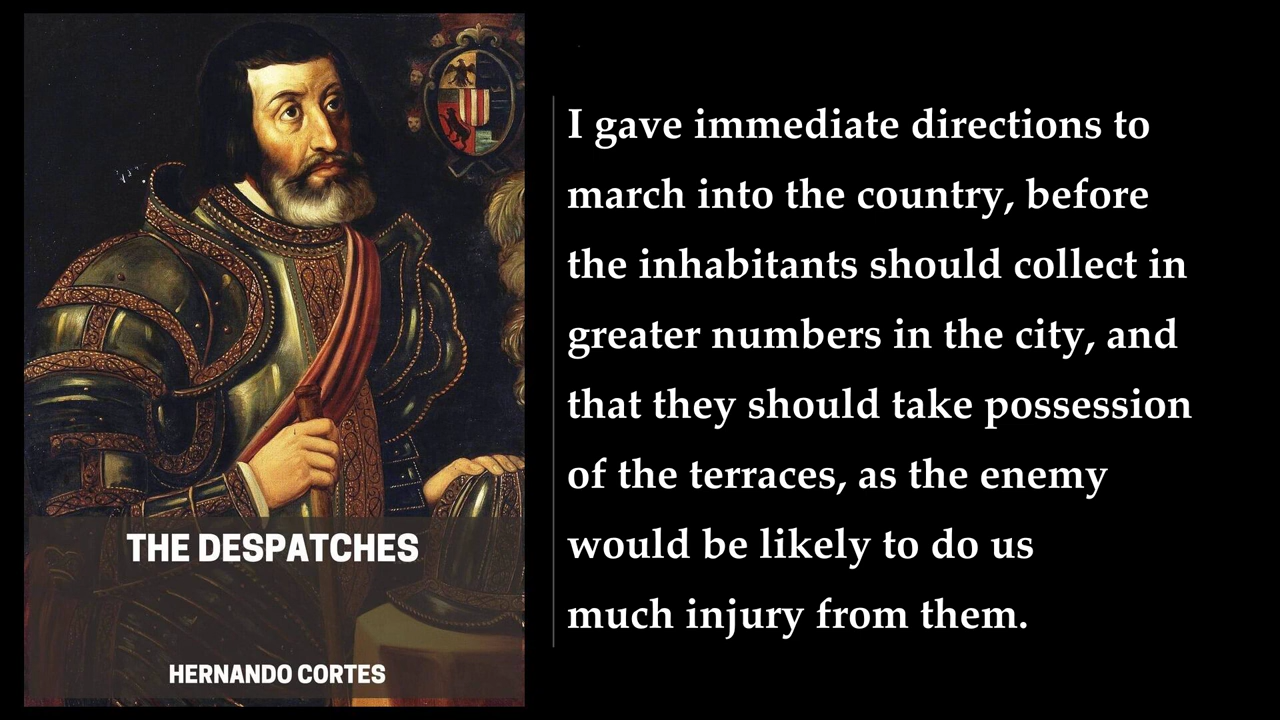 THE DESPATCHES
HERNANDO CORTES
I gave immediate directions to
march into the country, before
the inhabitants should collect in
greater numbers in the city, and
that they should take possession
of the terraces, as the enemy
would be likely to do us
much injury from them.